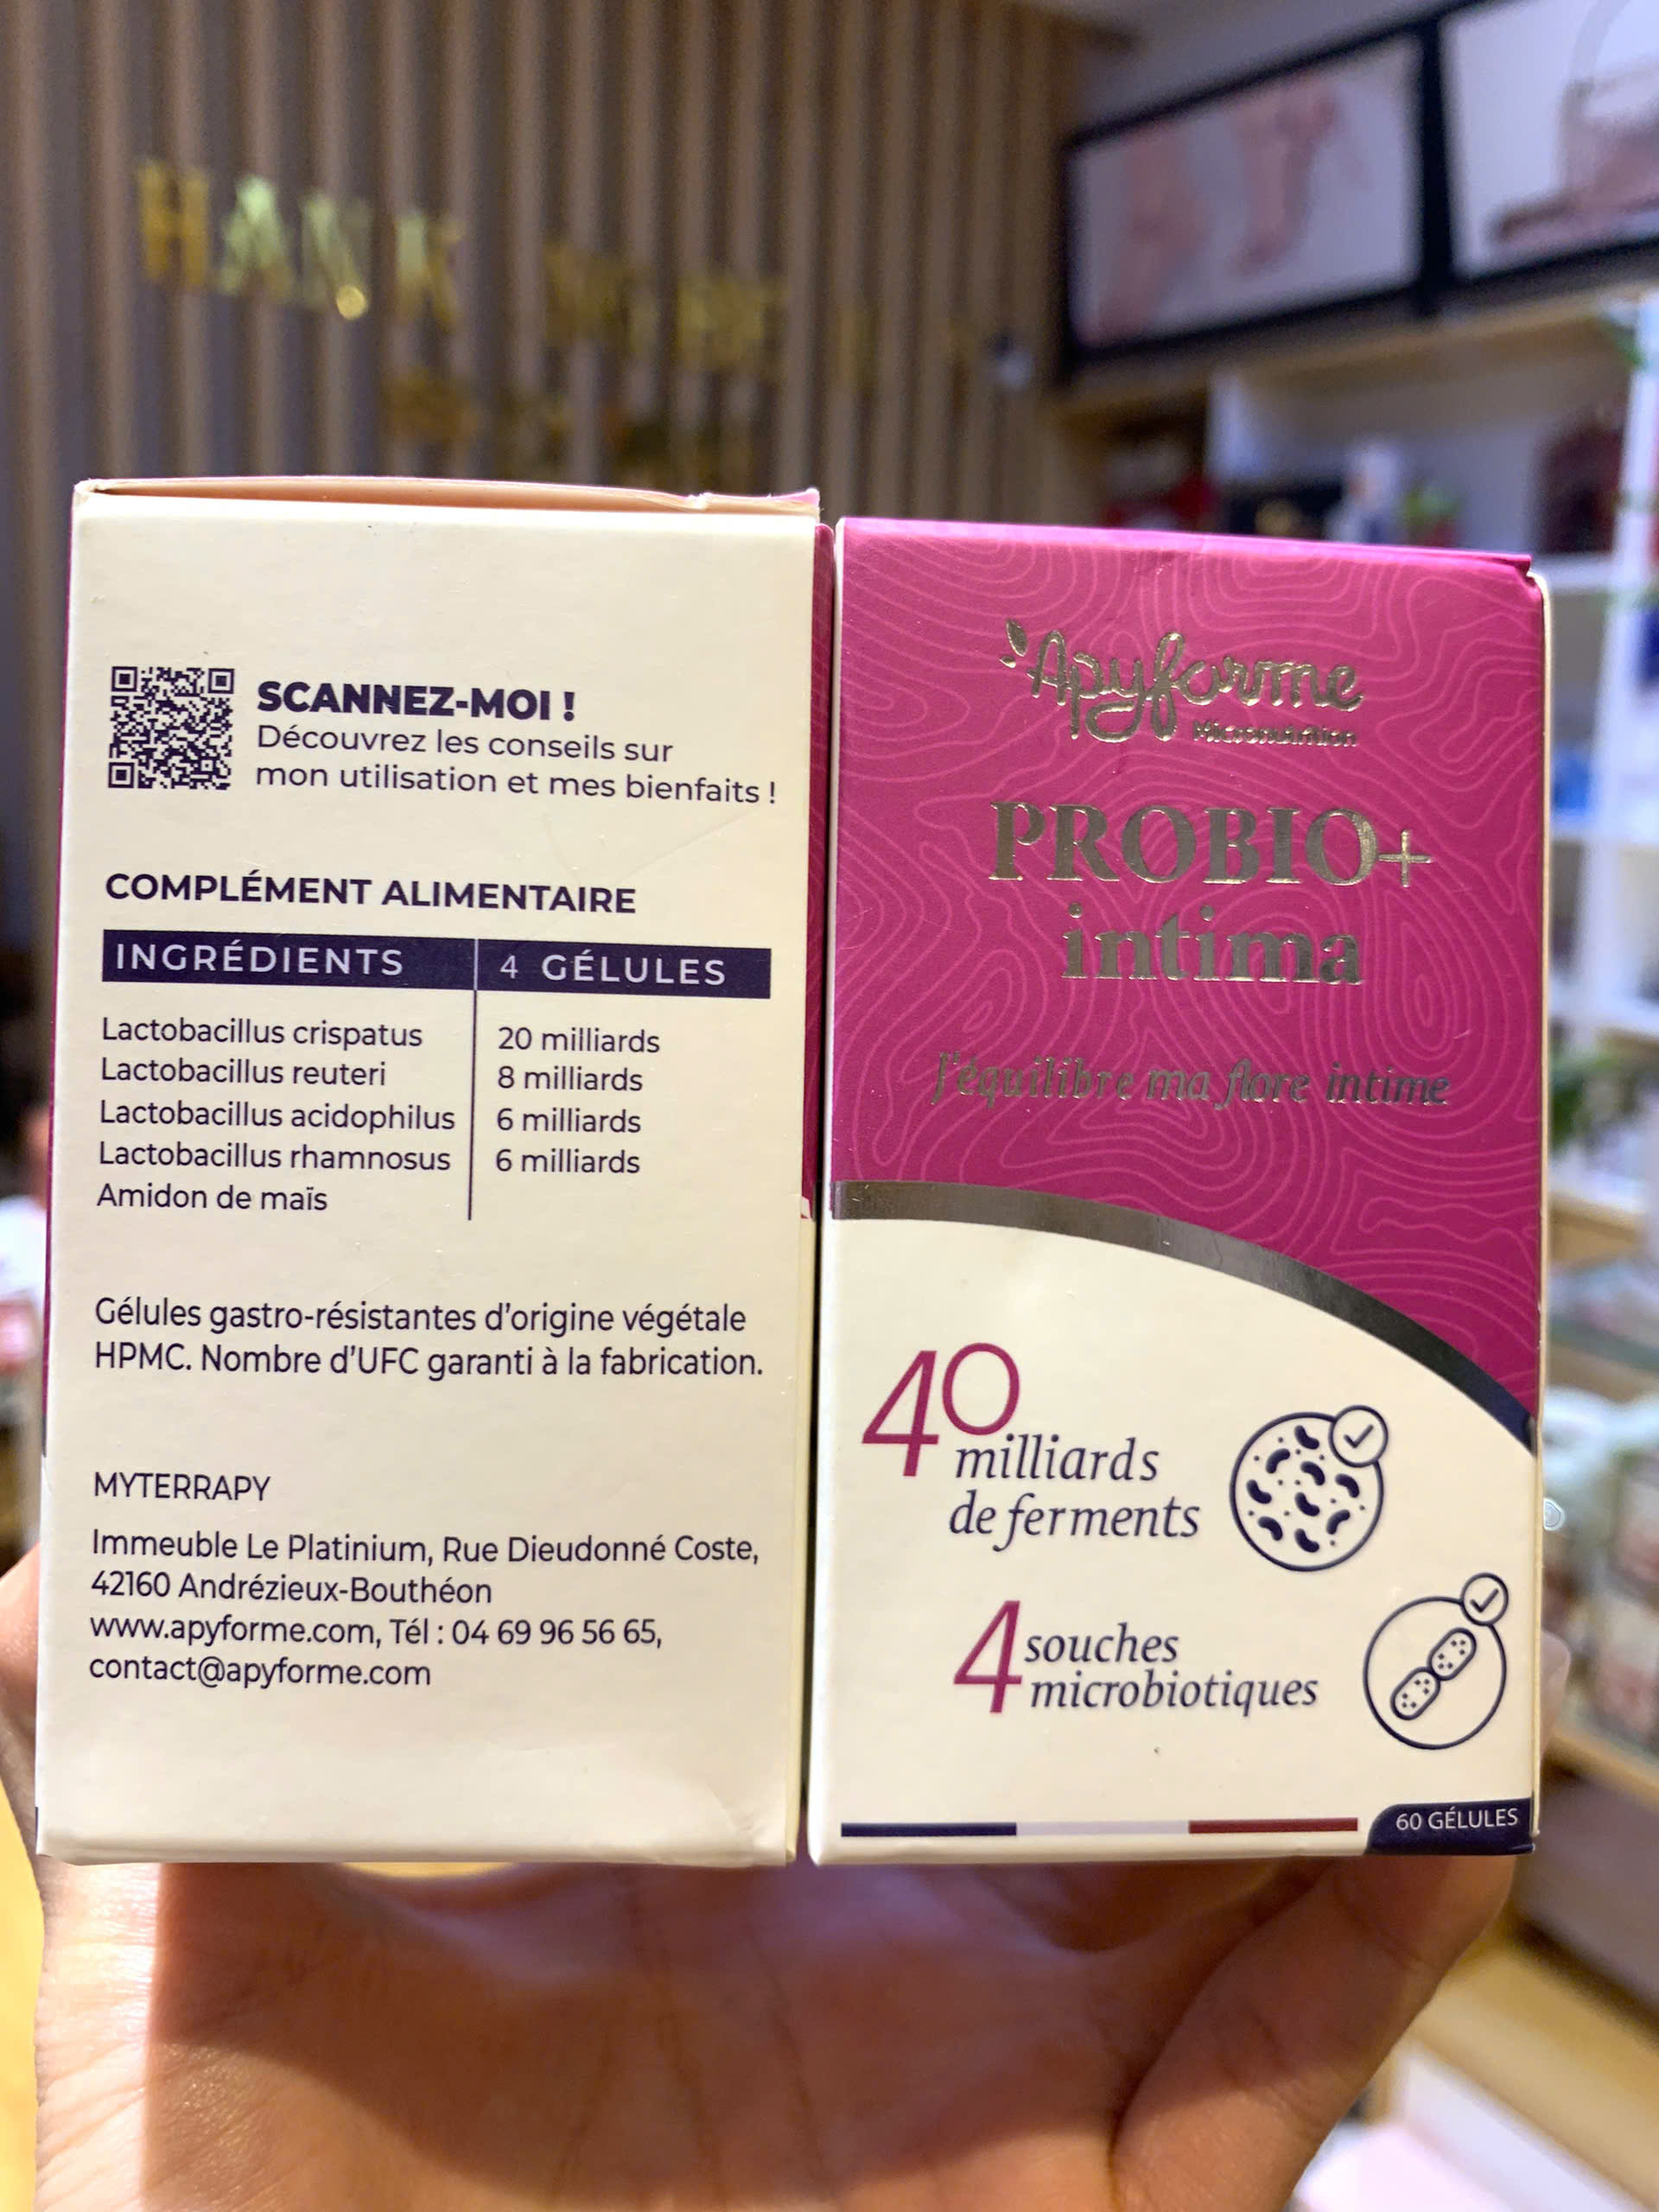 SCANNEZ-MOI !
Découvrez les conseils sur
mon utilisation et mes bienfaits !
COMPLÉMENT ALIMENTAIRE
INGRÉDIENTS 4 GÉLULES
Lactobacillus crispatus 20 milliards
Lactobacillus reuteri 8 milliards
Lactobacillus acidophilus 6 milliards
Lactobacillus rhamnosus 6 milliards
Amidon de maïs
Gélules gastro-résistantes d'origine végétale
HPMC. Nombre d'UFC garanti à la fabrication.
MYTERRAPY
Immeuble Le Platinium, Rue Dieudonné Coste,
42160 Andrézieux-Bouthéon
www.apyforme.com, Tél : 04 69 96 56 65,
contact@apyforme.com
Apyforme
Micronutrition
PROBIO+
intima
J'équilibre ma flore intime
40
milliards
de ferments
4 souches
microbiotiques
60 GÉLULES